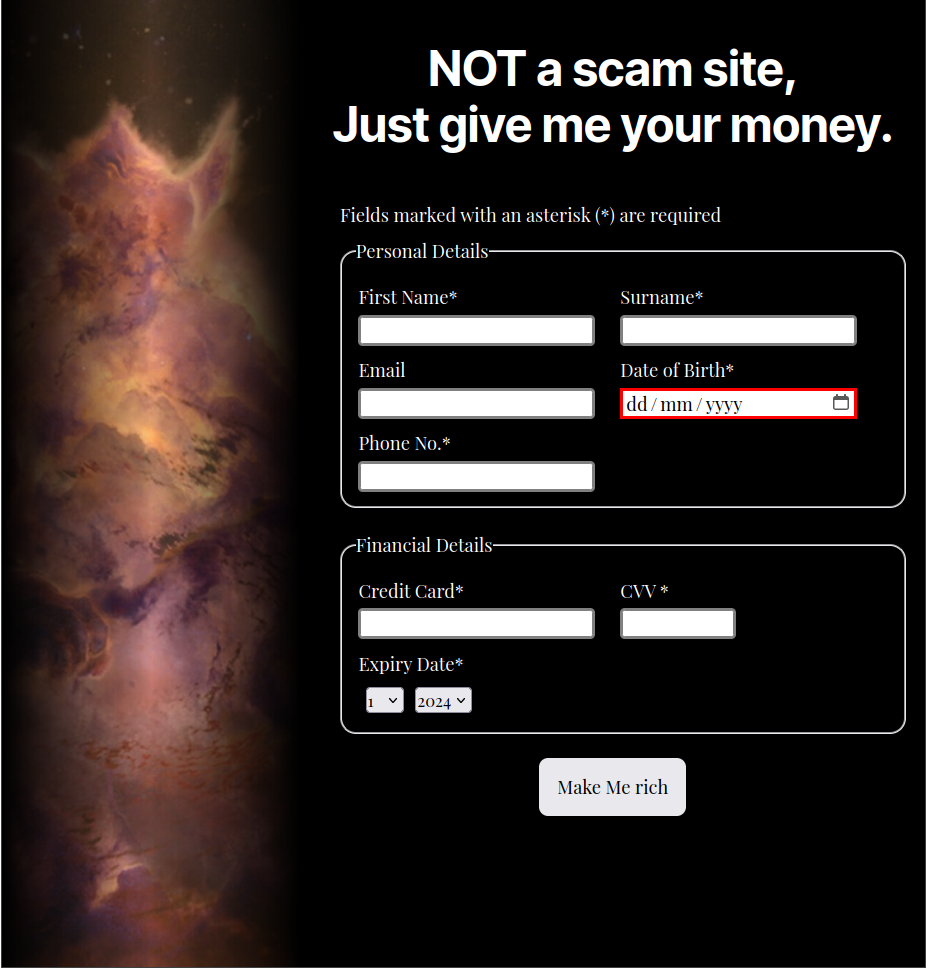 NOT a scam site,
Just give me your money.
Fields marked with an asterisk (*) are required
Personal Details
First Name* Surname*
Email Date of Birth*
dd/mm/yyyy
Phone No.*
Financial Details
Credit Card* CVV *
Expiry Date*
1 2024
Make Me rich